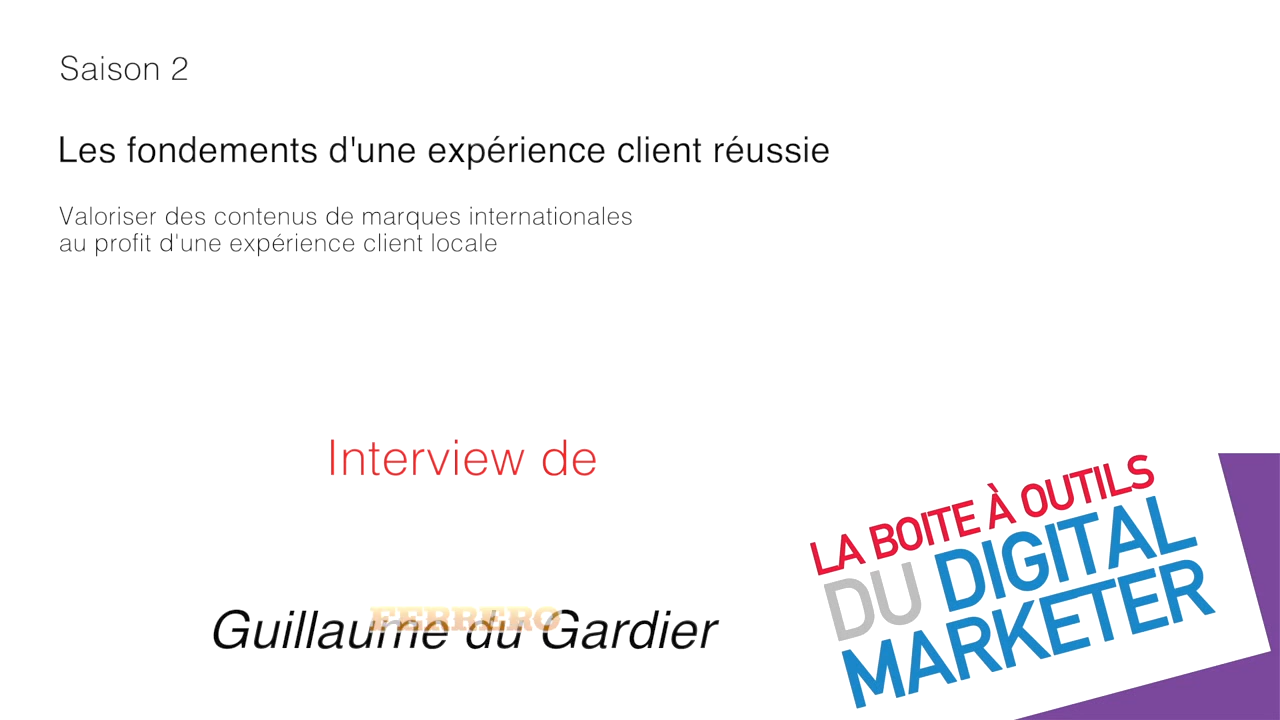 Saison 2
Les fondements d'une expérience client réussie
Valoriser des contenus de marques internationales
au profit d'une expérience client locale
Interview de
FERRERO
Guillaume du Gardier
LA BOITE À OUTILS
DU DIGITAL
MARKETER